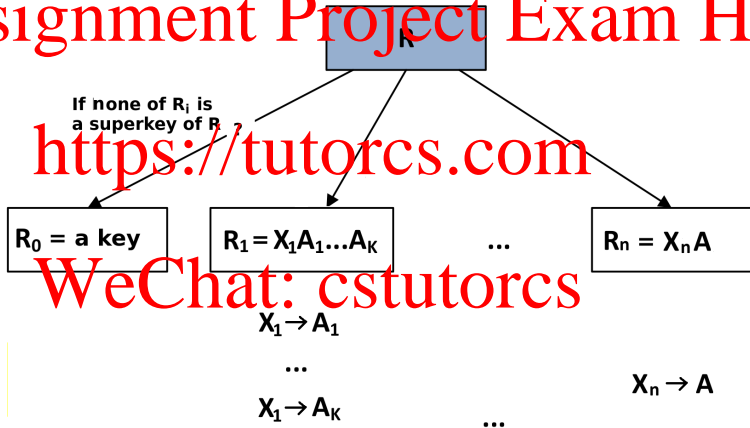 signment Project Exam H
R
If none of Rᵢ is
a superkey of R ?
https://tutorcs.com
R₀ = a key
R₁ = X₁A₁...Aₖ
...
Rₙ = XₙA
WeChat: cstutorcs
X₁→A₁
...
Xₙ→A
X₁→Aₖ
...